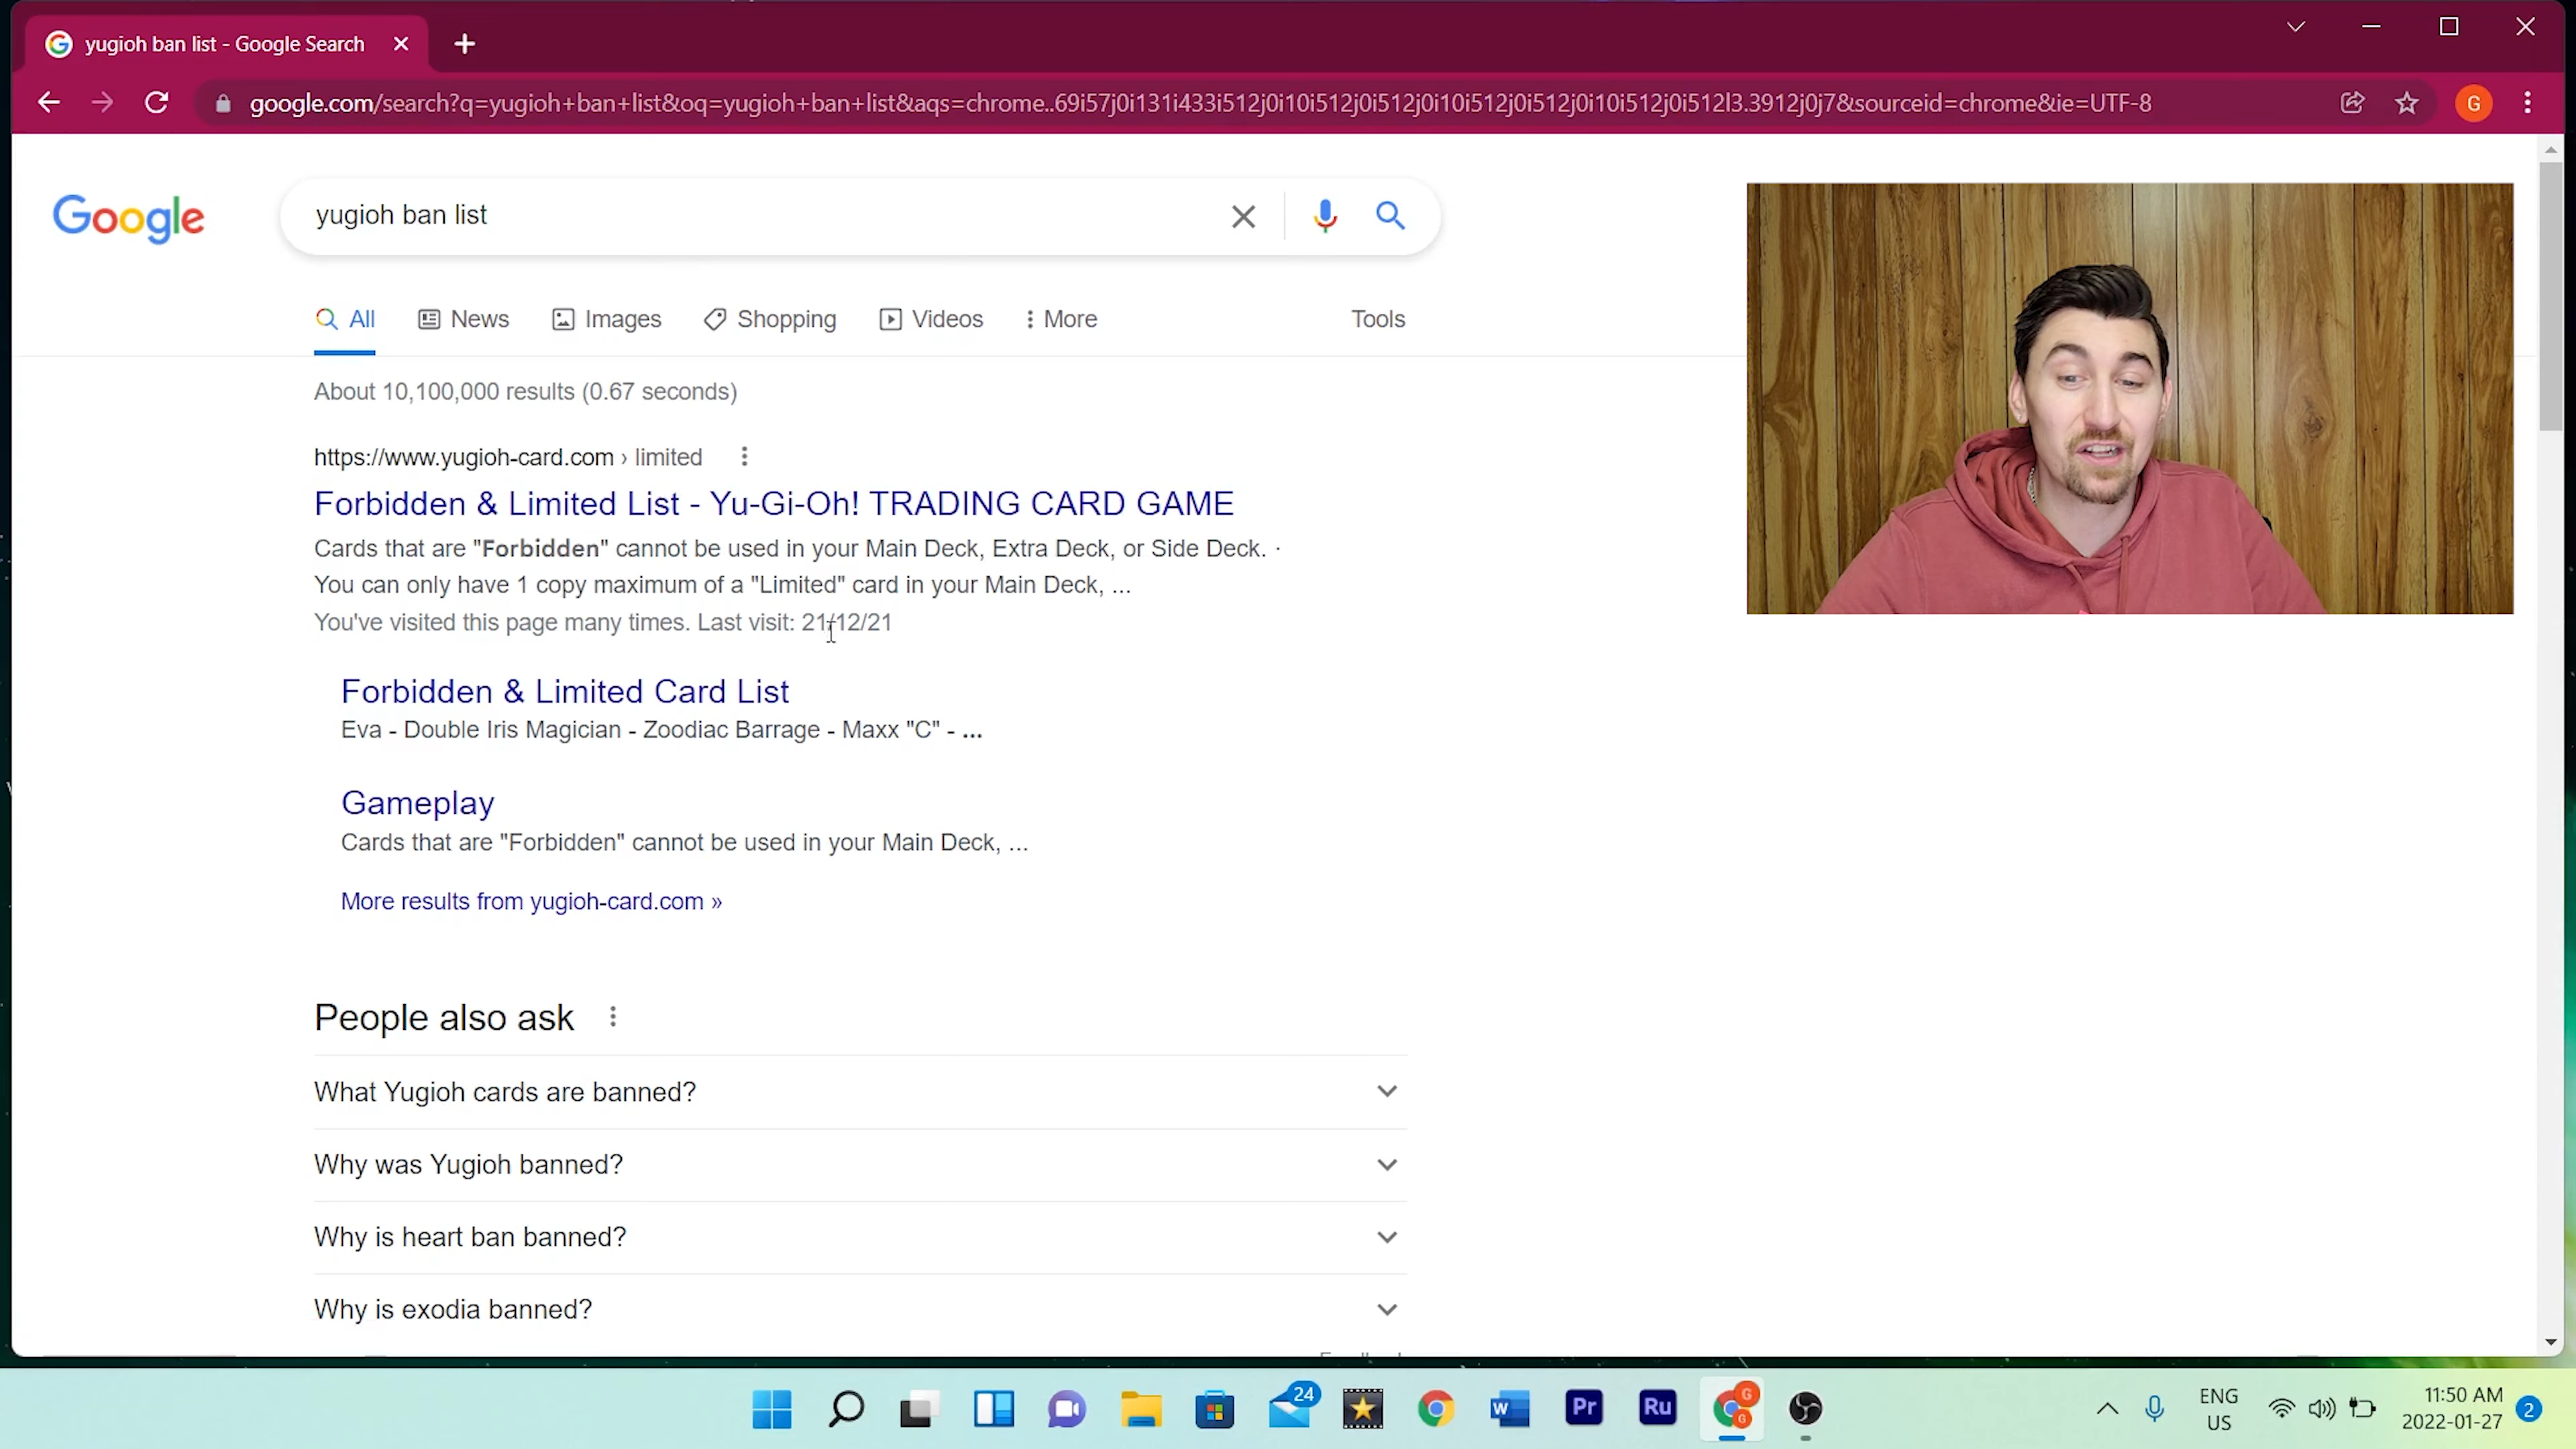 yugioh ban list - Google Search
google.com/search?q=yugioh+ban+list&oq=yugioh+ban+list&aqs=chrome..69i57j0i131i433i512j0i10i512j0i512j0i10i512j0i512j0i10i512j0i512l3.3912j0j7&sourceid=chrome&ie=UTF-8
G
Google
yugioh ban list
All News Images Shopping Videos More Tools
About 10,100,000 results (0.67 seconds)
https://www.yugioh-card.com › limited
Forbidden & Limited List - Yu-Gi-Oh! TRADING CARD GAME
Cards that are "Forbidden" cannot be used in your Main Deck, Extra Deck, or Side Deck. ·
You can only have 1 copy maximum of a "Limited" card in your Main Deck, ...
You've visited this page many times. Last visit: 21/12/21
Forbidden & Limited Card List
Eva - Double Iris Magician - Zoodiac Barrage - Maxx "C" - ...
Gameplay
Cards that are "Forbidden" cannot be used in your Main Deck, ...
More results from yugioh-card.com »
People also ask
What Yugioh cards are banned?
Why was Yugioh banned?
Why is heart ban banned?
Why is exodia banned?
24
W
Pr
Ru
G
G
ENG
US
11:50 AM
2022-01-27
2